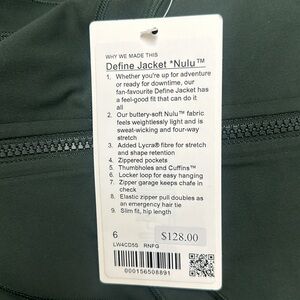 WHY WE MADE THIS
Define Jacket *Nulu™
1. Whether you're up for adventure
or ready for downtime, our
fan-favourite Define Jacket has
a feel-good fit that can do it
all
2. Our buttery-soft Nulu™ fabric
feels weightlessly light and is
sweat-wicking and four-way
stretch
3. Added Lycra® fibre for stretch
and shape retention
4. Zippered pockets
5. Thumbholes and Cuffins™
6. Locker loop for easy hanging
7. Zipper garage keeps chafe in
check
8. Elastic zipper pull doubles as
an emergency hair tie
9. Slim fit, hip length
6
$128.00
LW4CD5S RNFG
000156508891